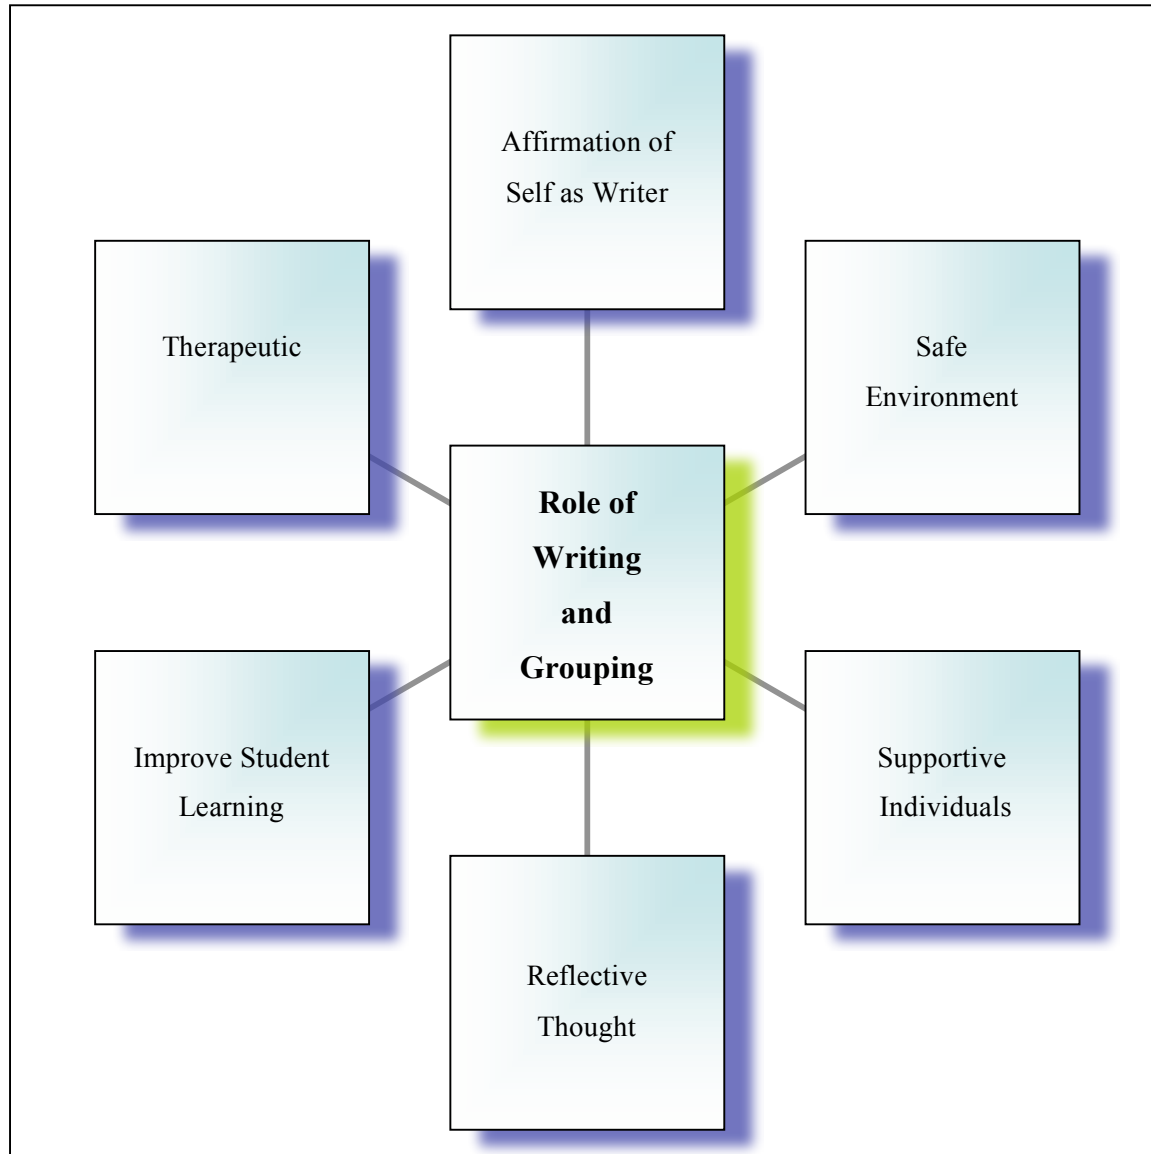 Affirmation of
Self as Writer
Therapeutic
Safe
Environment
Role of
Writing
and
Grouping
Improve Student
Learning
Supportive
Individuals
Reflective
Thought